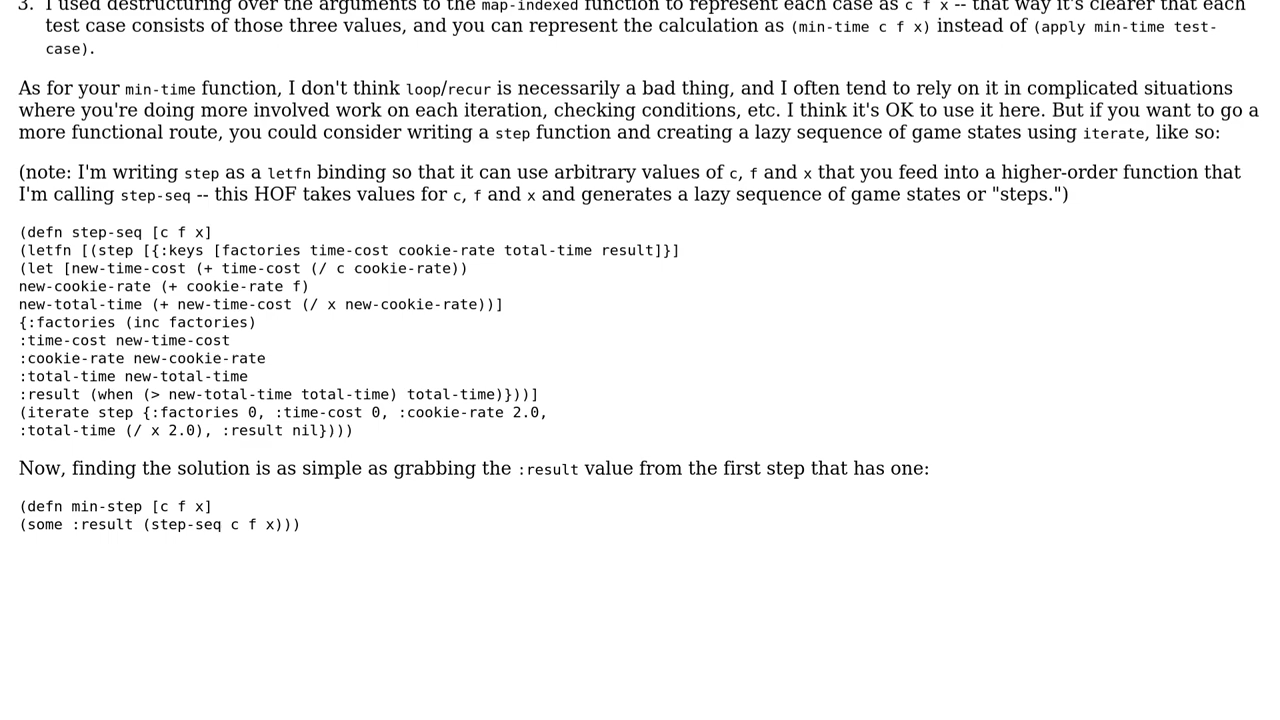 3. I used destructuring over the arguments to the map-indexed function to represent each case as c f x -- that way it's clearer that each
test case consists of those three values, and you can represent the calculation as (min-time c f x) instead of (apply min-time test-
case).
As for your min-time function, I don't think loop/recur is necessarily a bad thing, and I often tend to rely on it in complicated situations
where you're doing more involved work on each iteration, checking conditions, etc. I think it's OK to use it here. But if you want to go a
more functional route, you could consider writing a step function and creating a lazy sequence of game states using iterate, like so:
(note: I'm writing step as a letfn binding so that it can use arbitrary values of c, f and x that you feed into a higher-order function that
I'm calling step-seq -- this HOF takes values for c, f and x and generates a lazy sequence of game states or "steps.")
(defn step-seq [c f x]
(letfn [(step [{:keys [factories time-cost cookie-rate total-time result]}]
(let [new-time-cost (+ time-cost (/ c cookie-rate))
new-cookie-rate (+ cookie-rate f)
new-total-time (+ new-time-cost (/ x new-cookie-rate))]
{:factories (inc factories)
:time-cost new-time-cost
:cookie-rate new-cookie-rate
:total-time new-total-time
:result (when (> new-total-time total-time) total-time)}))]
(iterate step {:factories 0, :time-cost 0, :cookie-rate 2.0,
:total-time (/ x 2.0), :result nil})))
Now, finding the solution is as simple as grabbing the :result value from the first step that has one:
(defn min-step [c f x]
(some :result (step-seq c f x)))